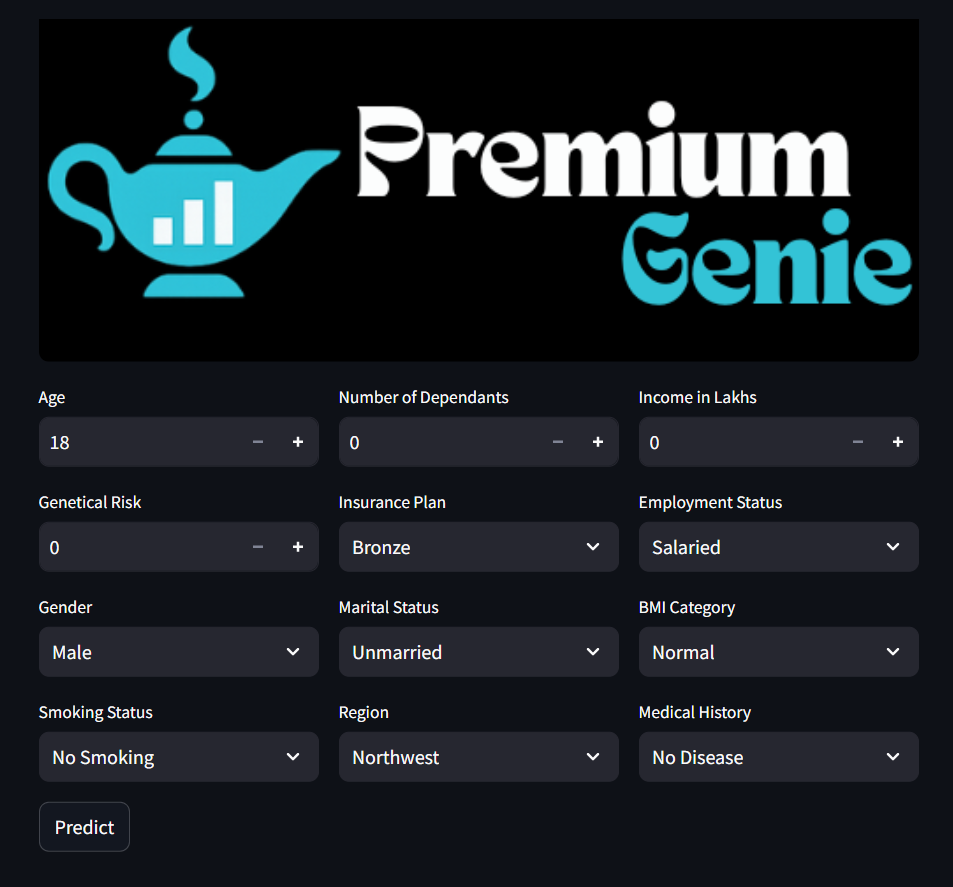 Premium
Genie
Age Number of Dependants Income in Lakhs
18 0 0
Genetical Risk Insurance Plan Employment Status
0 Bronze Salaried
Gender Marital Status BMI Category
Male Unmarried Normal
Smoking Status Region Medical History
No Smoking Northwest No Disease
Predict